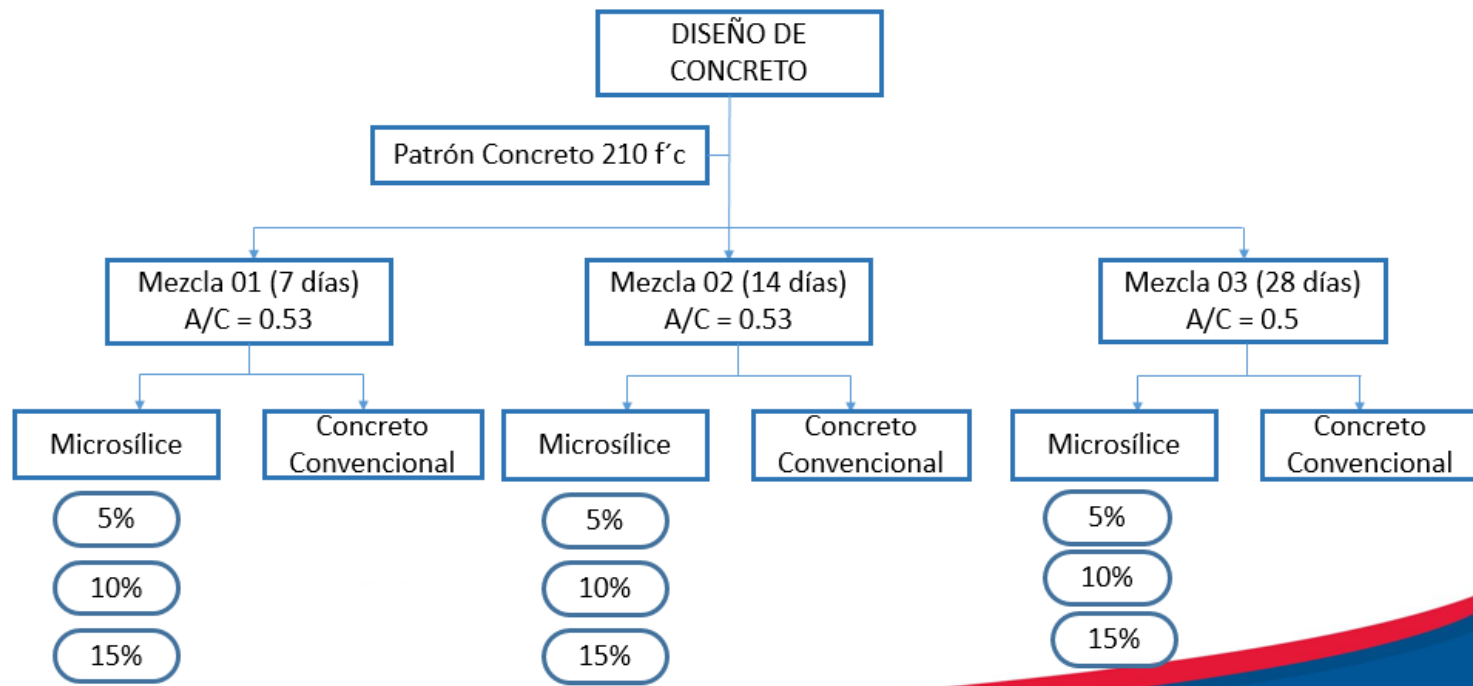 DISEÑO DE
CONCRETO
Patrón Concreto 210 f´c
Mezcla 01 (7 días)
A/C = 0.53
Mezcla 02 (14 días)
A/C = 0.53
Mezcla 03 (28 días)
A/C = 0.5
Microsílice
Concreto
Convencional
Microsílice
Concreto
Convencional
Microsílice
Concreto
Convencional
5%
10%
15%
5%
10%
15%
5%
10%
15%